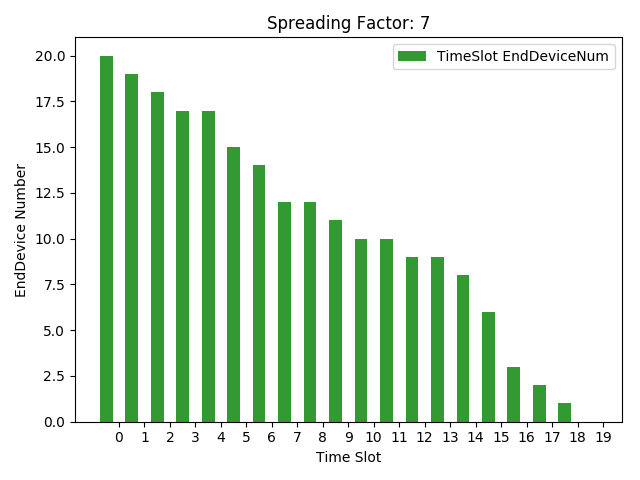 Spreading Factor: 7
TimeSlot EndDeviceNum
20.0
17.5
15.0
12.5
10.0
7.5
5.0
2.5
0.0
EndDevice Number
0 1 2 3 4 5 6 7 8 9 10 11 12 13 14 15 16 17 18 19
Time Slot